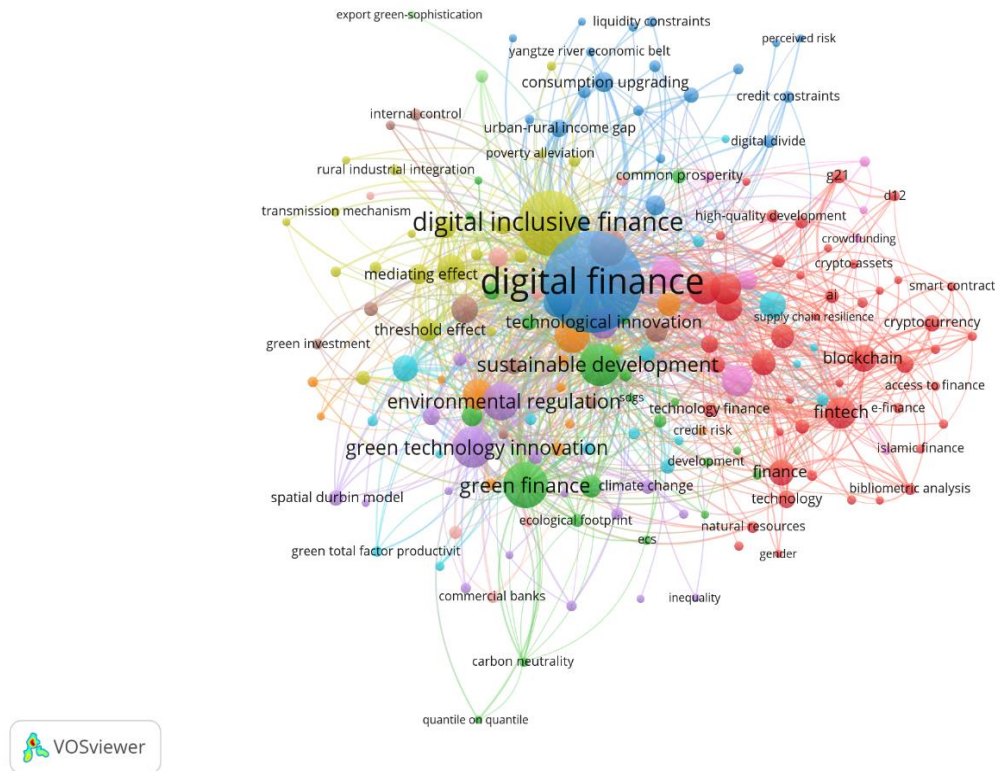 export green-sophistication
liquidity constraints
perceived risk
yangtze river economic belt
consumption upgrading
credit constraints
internal control
urban-rural income gap
digital divide
poverty alleviation
rural industrial integration
common prosperity
g21
d12
transmission mechanism
high-quality development
digital inclusive finance
crowdfunding
crypto-assets
mediating effect
digital finance
smart contract
ai
supply chain resilience
cryptocurrency
technological innovation
threshold effect
green investment
blockchain
sustainable development
access to finance
environmental regulation
sdgs
technology finance
fintech
e-finance
credit risk
green technology innovation
islamic finance
development
finance
green finance
climate change
bibliometric analysis
spatial durbin model
technology
ecological footprint
natural resources
ecs
green total factor productivit
gender
commercial banks
inequality
carbon neutrality
quantile on quantile
VOSviewer